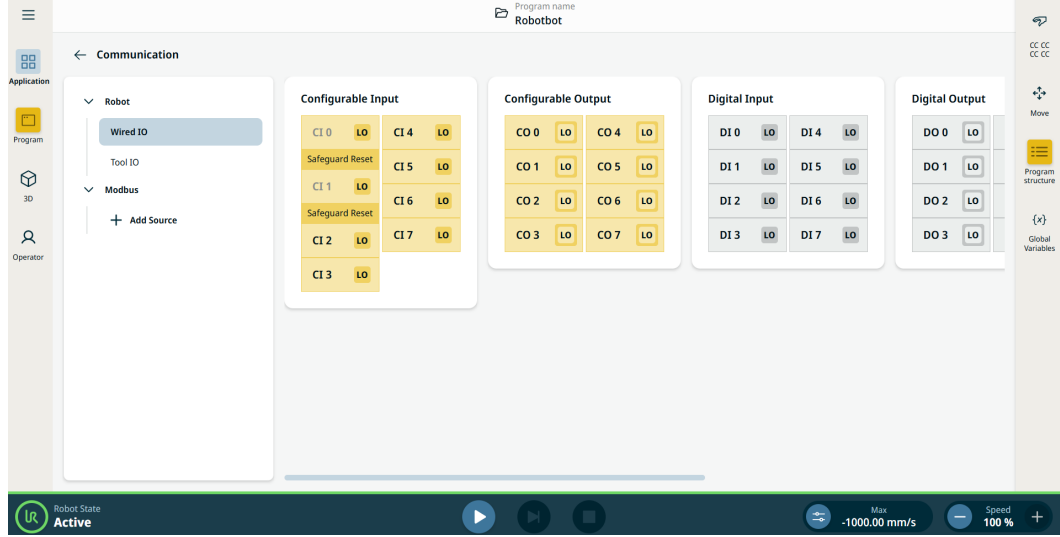 Program name
Robotbot
Communication
Application
Program
3D
Operator
Robot
Wired IO
Tool IO
Modbus
Add Source
Configurable Input
CI 0 LO CI 4 LO
Safeguard Reset
CI 5 LO
CI 1 LO
CI 6 LO
Safeguard Reset
CI 2 LO CI 7 LO
CI 3 LO
Configurable Output
CO 0 LO CO 4 LO
CO 1 LO CO 5 LO
CO 2 LO CO 6 LO
CO 3 LO CO 7 LO
Digital Input
DI 0 LO DI 4 LO
DI 1 LO DI 5 LO
DI 2 LO DI 6 LO
DI 3 LO DI 7 LO
Digital Output
DO 0 LO
DO 1 LO
DO 2 LO
DO 3 LO
CC CC
CC CC
Move
Program
structure
{x}
Global
Variables
UR
Robot State
Active
Max
-1000.00 mm/s
Speed
100 %